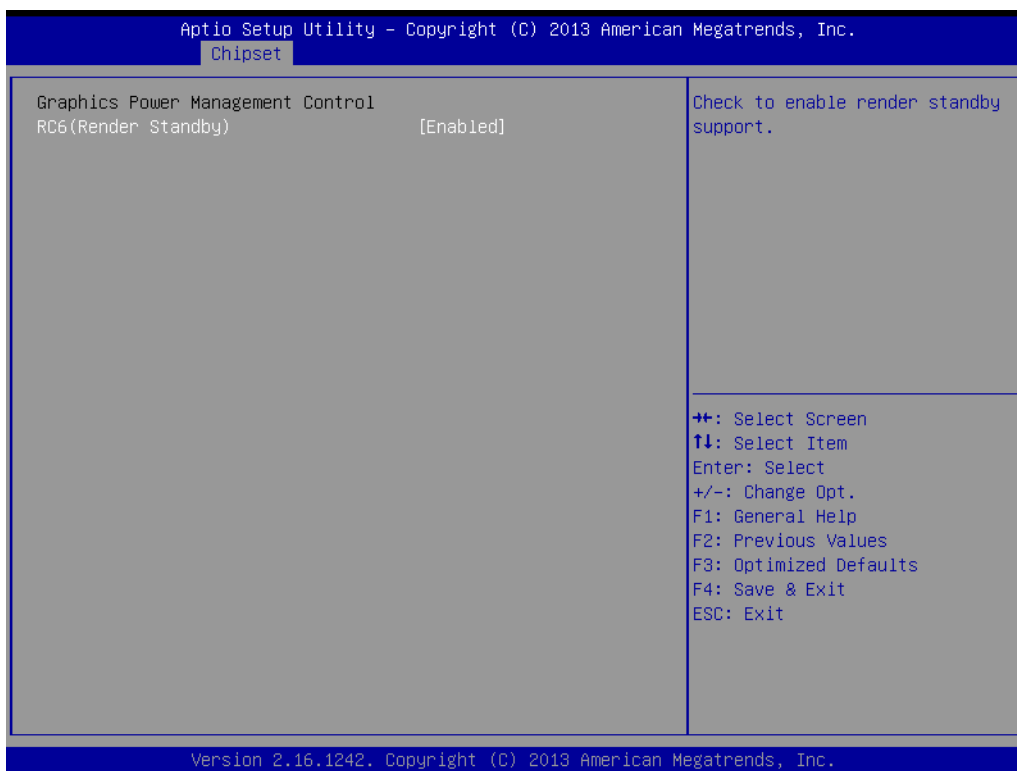 Aptio Setup Utility – Copyright (C) 2013 American Megatrends, Inc.
Chipset
Graphics Power Management Control
RC6(Render Standby) [Enabled]
Check to enable render standby
support.
→←: Select Screen
↑↓: Select Item
Enter: Select
+/-: Change Opt.
F1: General Help
F2: Previous Values
F3: Optimized Defaults
F4: Save & Exit
ESC: Exit
Version 2.16.1242. Copyright (C) 2013 American Megatrends, Inc.